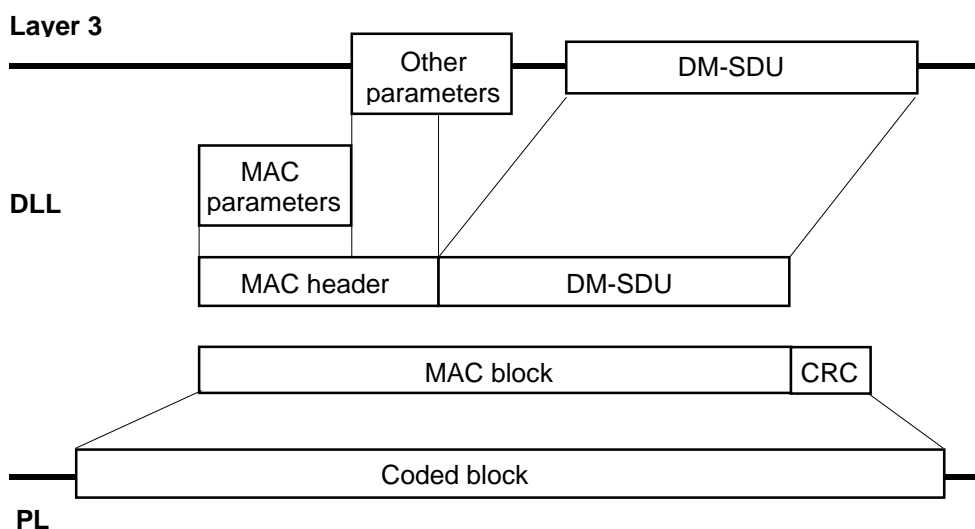 Layer 3
Other
parameters
DM-SDU
MAC
parameters
DLL
MAC header
DM-SDU
MAC block
CRC
Coded block
PL